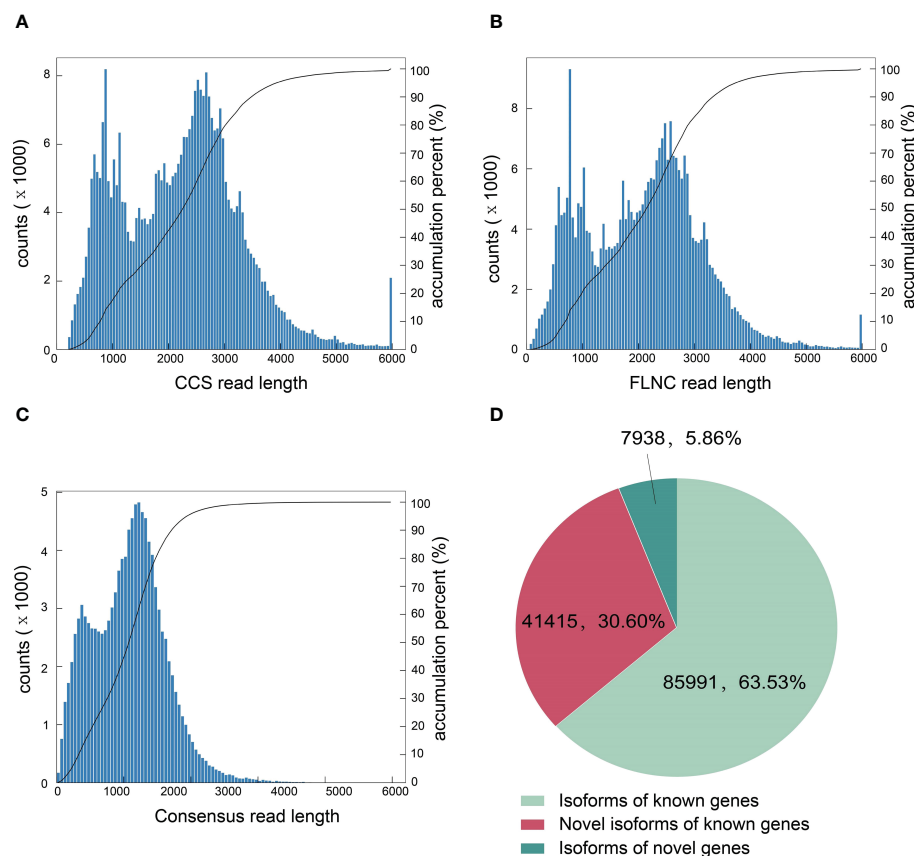 A
counts ( x 1000)
8
6
4
2
0
0 1000 2000 3000 4000 5000 6000
CCS read length
100
90
80
70
60
50
40
30
20
10
0
accumulation percent (%)
B
counts ( x 1000)
8
6
4
2
0
0 1000 2000 3000 4000 5000 6000
FLNC read length
100
90
80
70
60
50
40
30
20
10
0
accumulation percent (%)
C
counts ( x 1000)
5
4
3
2
1
0
0 1000 2000 3000 4000 5000 6000
Consensus read length
100
90
80
70
60
50
40
30
20
10
0
accumulation percent (%)
D
7938, 5.86%
41415, 30.60%
85991, 63.53%
Isoforms of known genes
Novel isoforms of known genes
Isoforms of novel genes